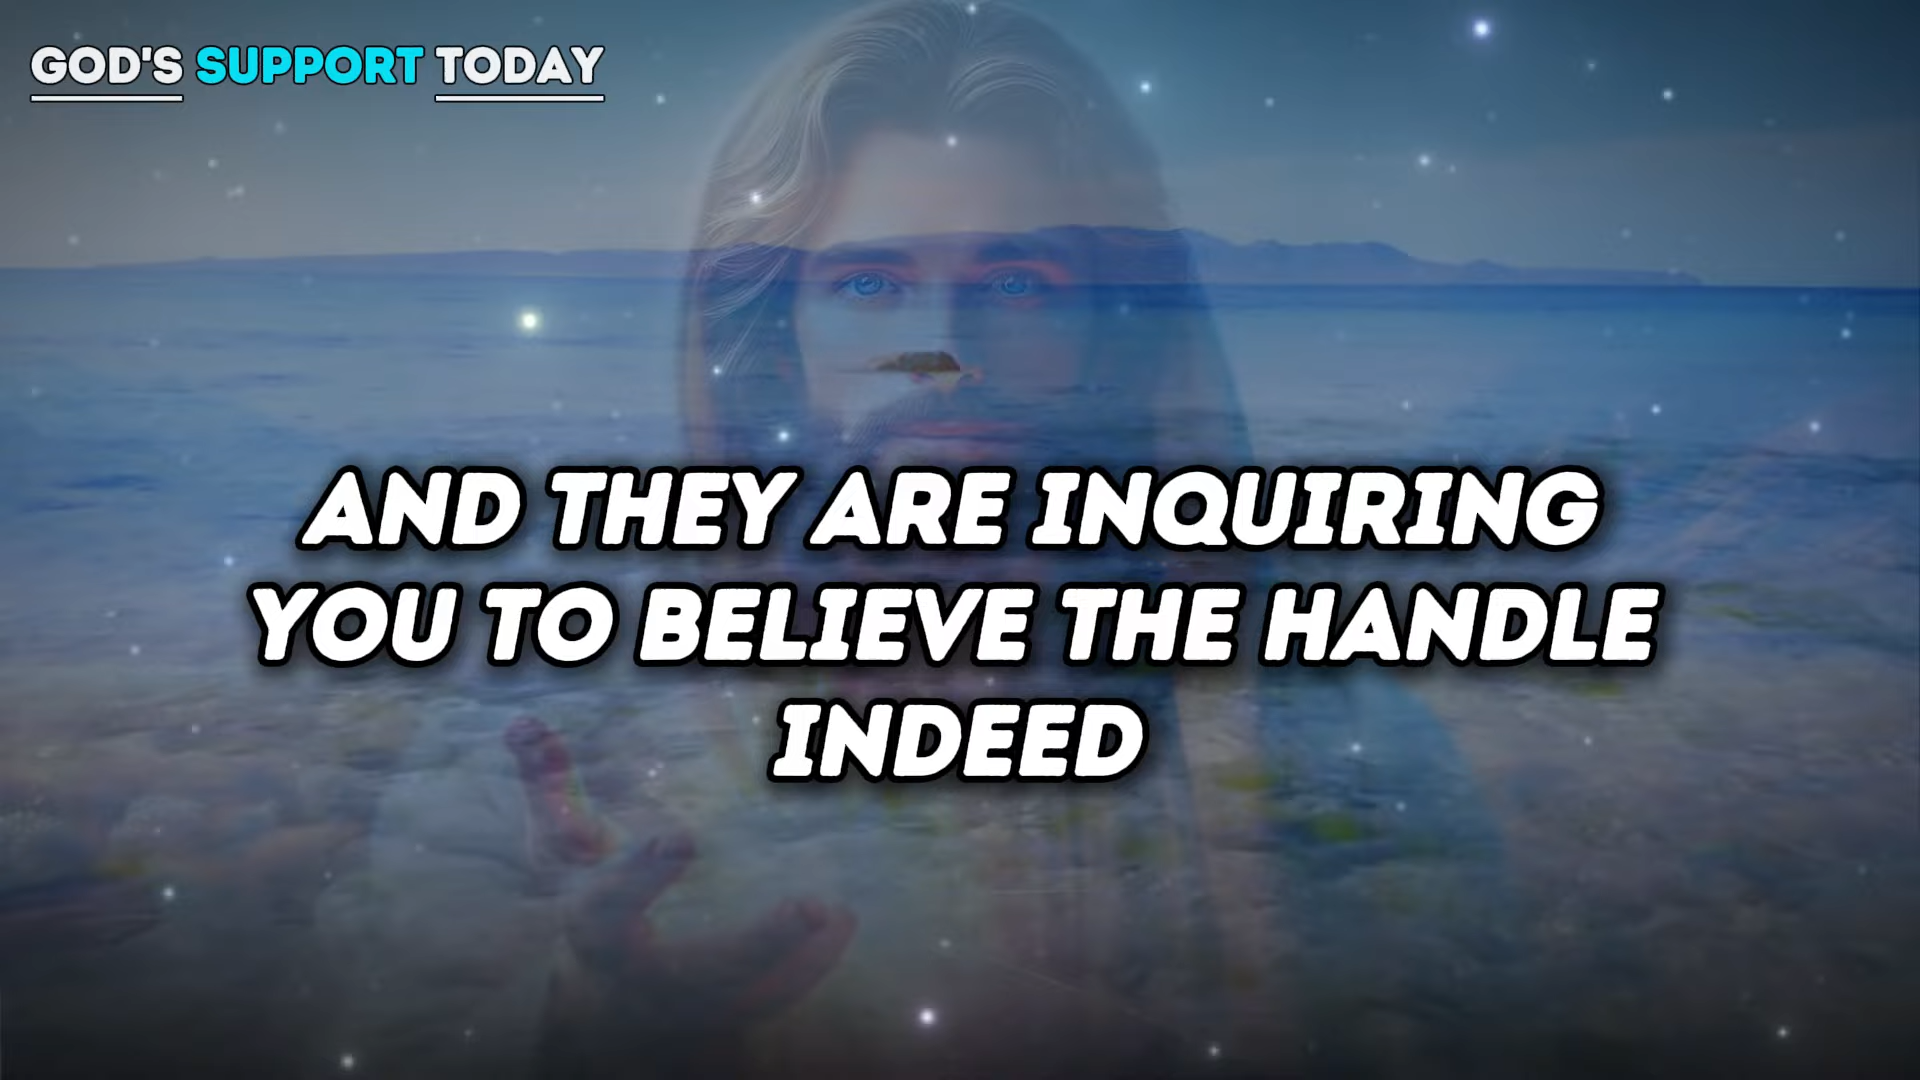 GOD'S SUPPORT TODAY
AND THEY ARE INQUIRING
YOU TO BELIEVE THE HANDLE
INDEED